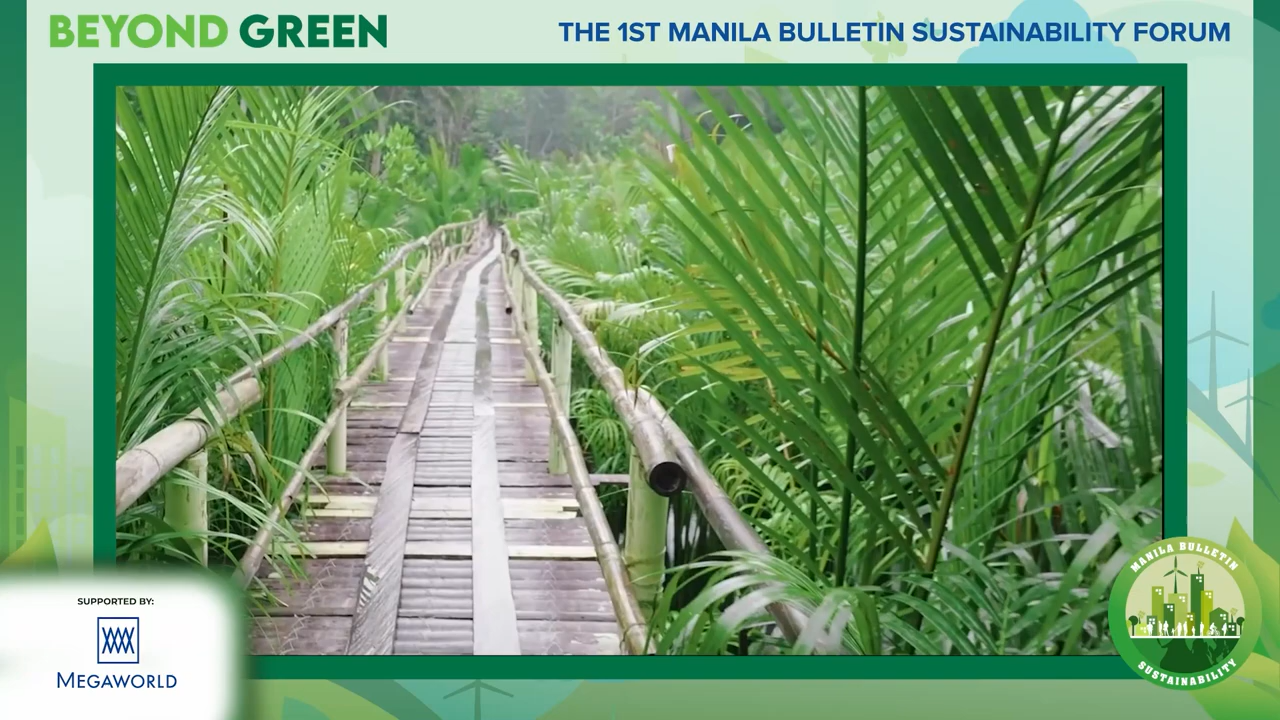 BEYOND GREEN
THE 1ST MANILA BULLETIN SUSTAINABILITY FORUM
SUPPORTED BY:
MEGAWORLD
MANILA BULLETIN
SUSTAINABILITY